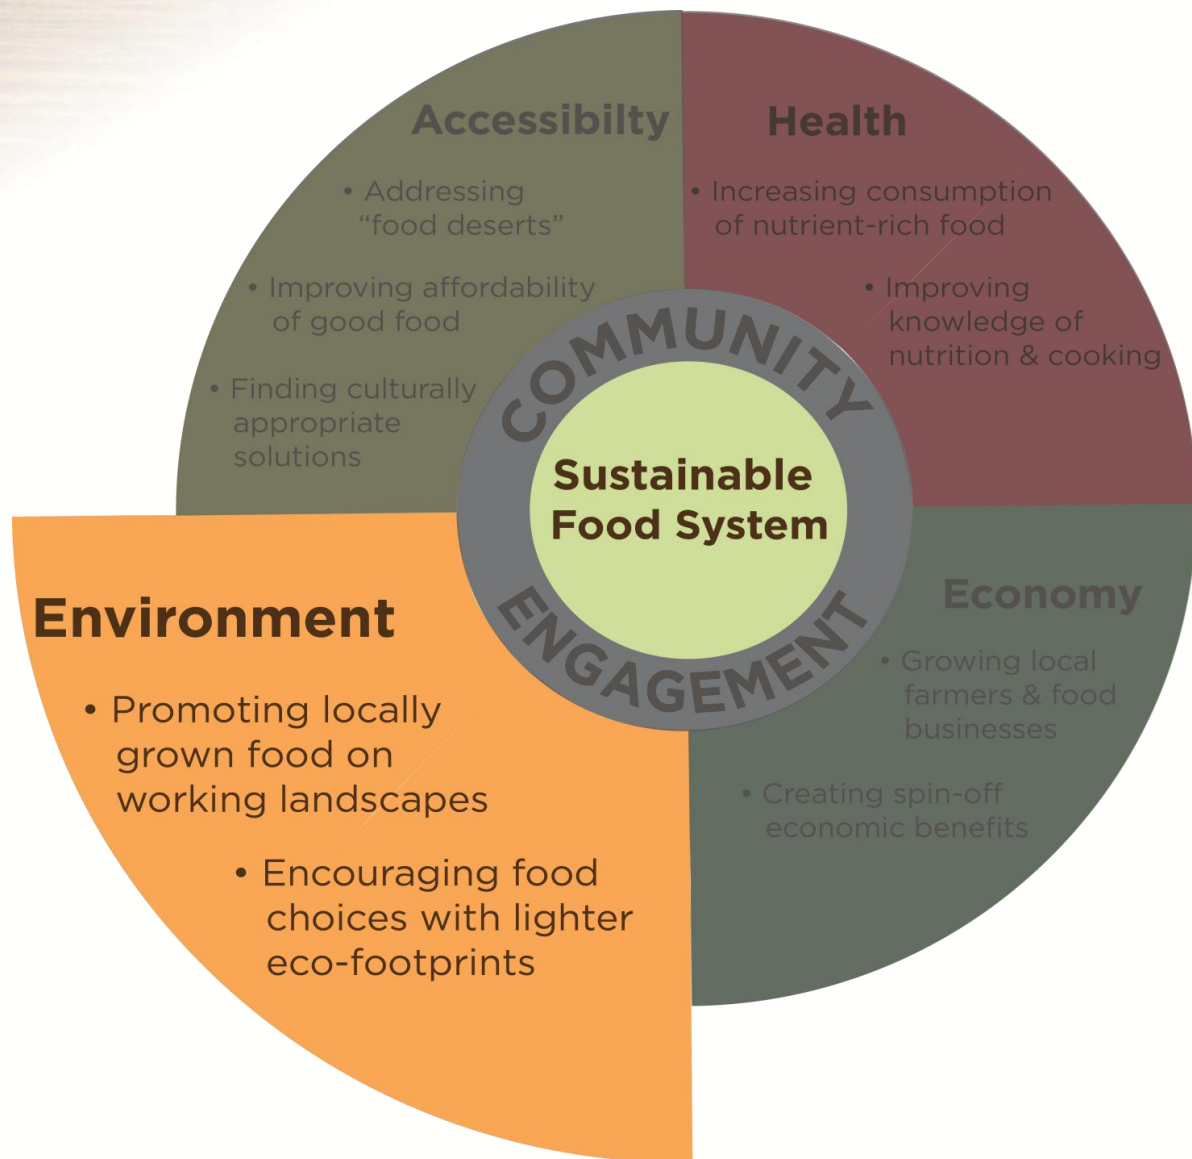 Accessibilty
• Addressing
“food deserts”
• Improving affordability
of good food
• Finding culturally
appropriate
solutions
Health
• Increasing consumption
of nutrient-rich food
• Improving
knowledge of
nutrition & cooking
COMMUNITY
Sustainable
Food System
ENGAGEMENT
Environment
• Promoting locally
grown food on
working landscapes
• Encouraging food
choices with lighter
eco-footprints
Economy
• Growing local
farmers & food
businesses
• Creating spin-off
economic benefits